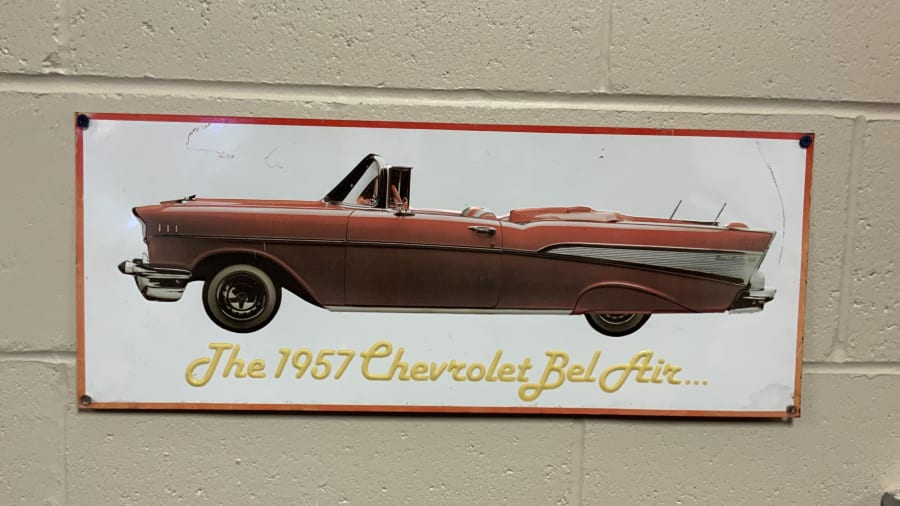 The 1957 Chevrolet Bel Air...